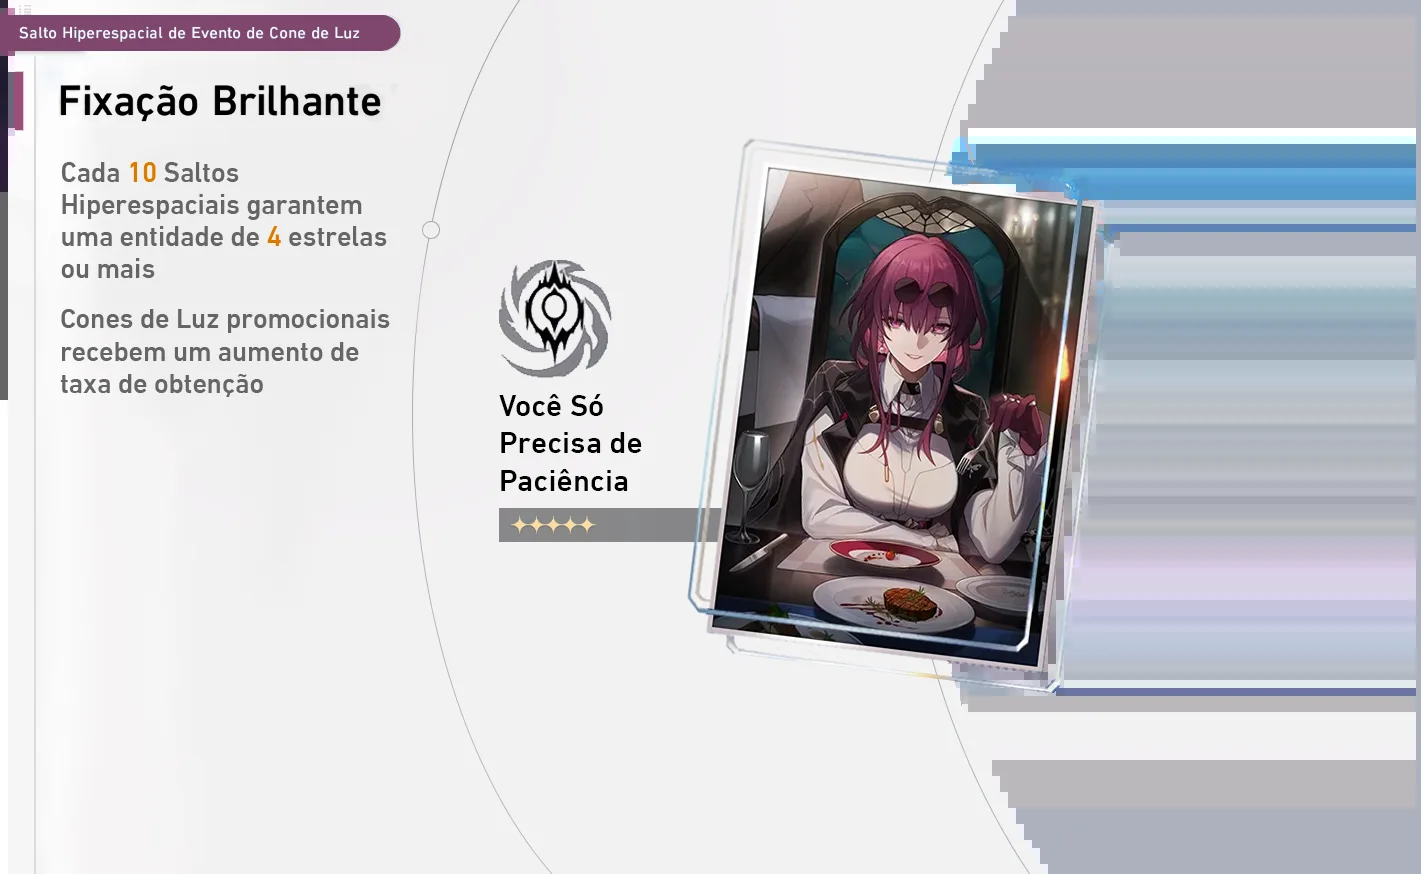 Salto Hiperespacial de Evento de Cone de Luz
Fixação Brilhante
Cada 10 Saltos
Hiperespaciais garantem
uma entidade de 4 estrelas
ou mais
Cones de Luz promocionais
recebem um aumento de
taxa de obtenção
Você Só
Precisa de
Paciência